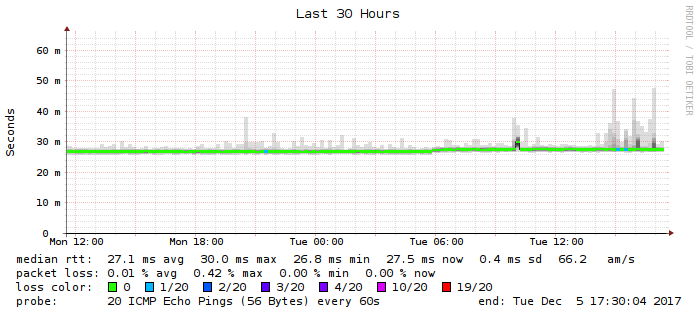 Last 30 Hours
RRDTOOL / TOBI OETIKER
Seconds
60 m
50 m
40 m
30 m
20 m
10 m
0
Mon 12:00 Mon 18:00 Tue 00:00 Tue 06:00 Tue 12:00
median rtt: 27.1 ms avg 30.0 ms max 26.8 ms min 27.5 ms now 0.4 ms sd 66.2 am/s
packet loss: 0.01 % avg 0.42 % max 0.00 % min 0.00 % now
loss color: 0 1/20 2/20 3/20 4/20 10/20 19/20
probe: 20 ICMP Echo Pings (56 Bytes) every 60s end: Tue Dec 5 17:30:04 2017